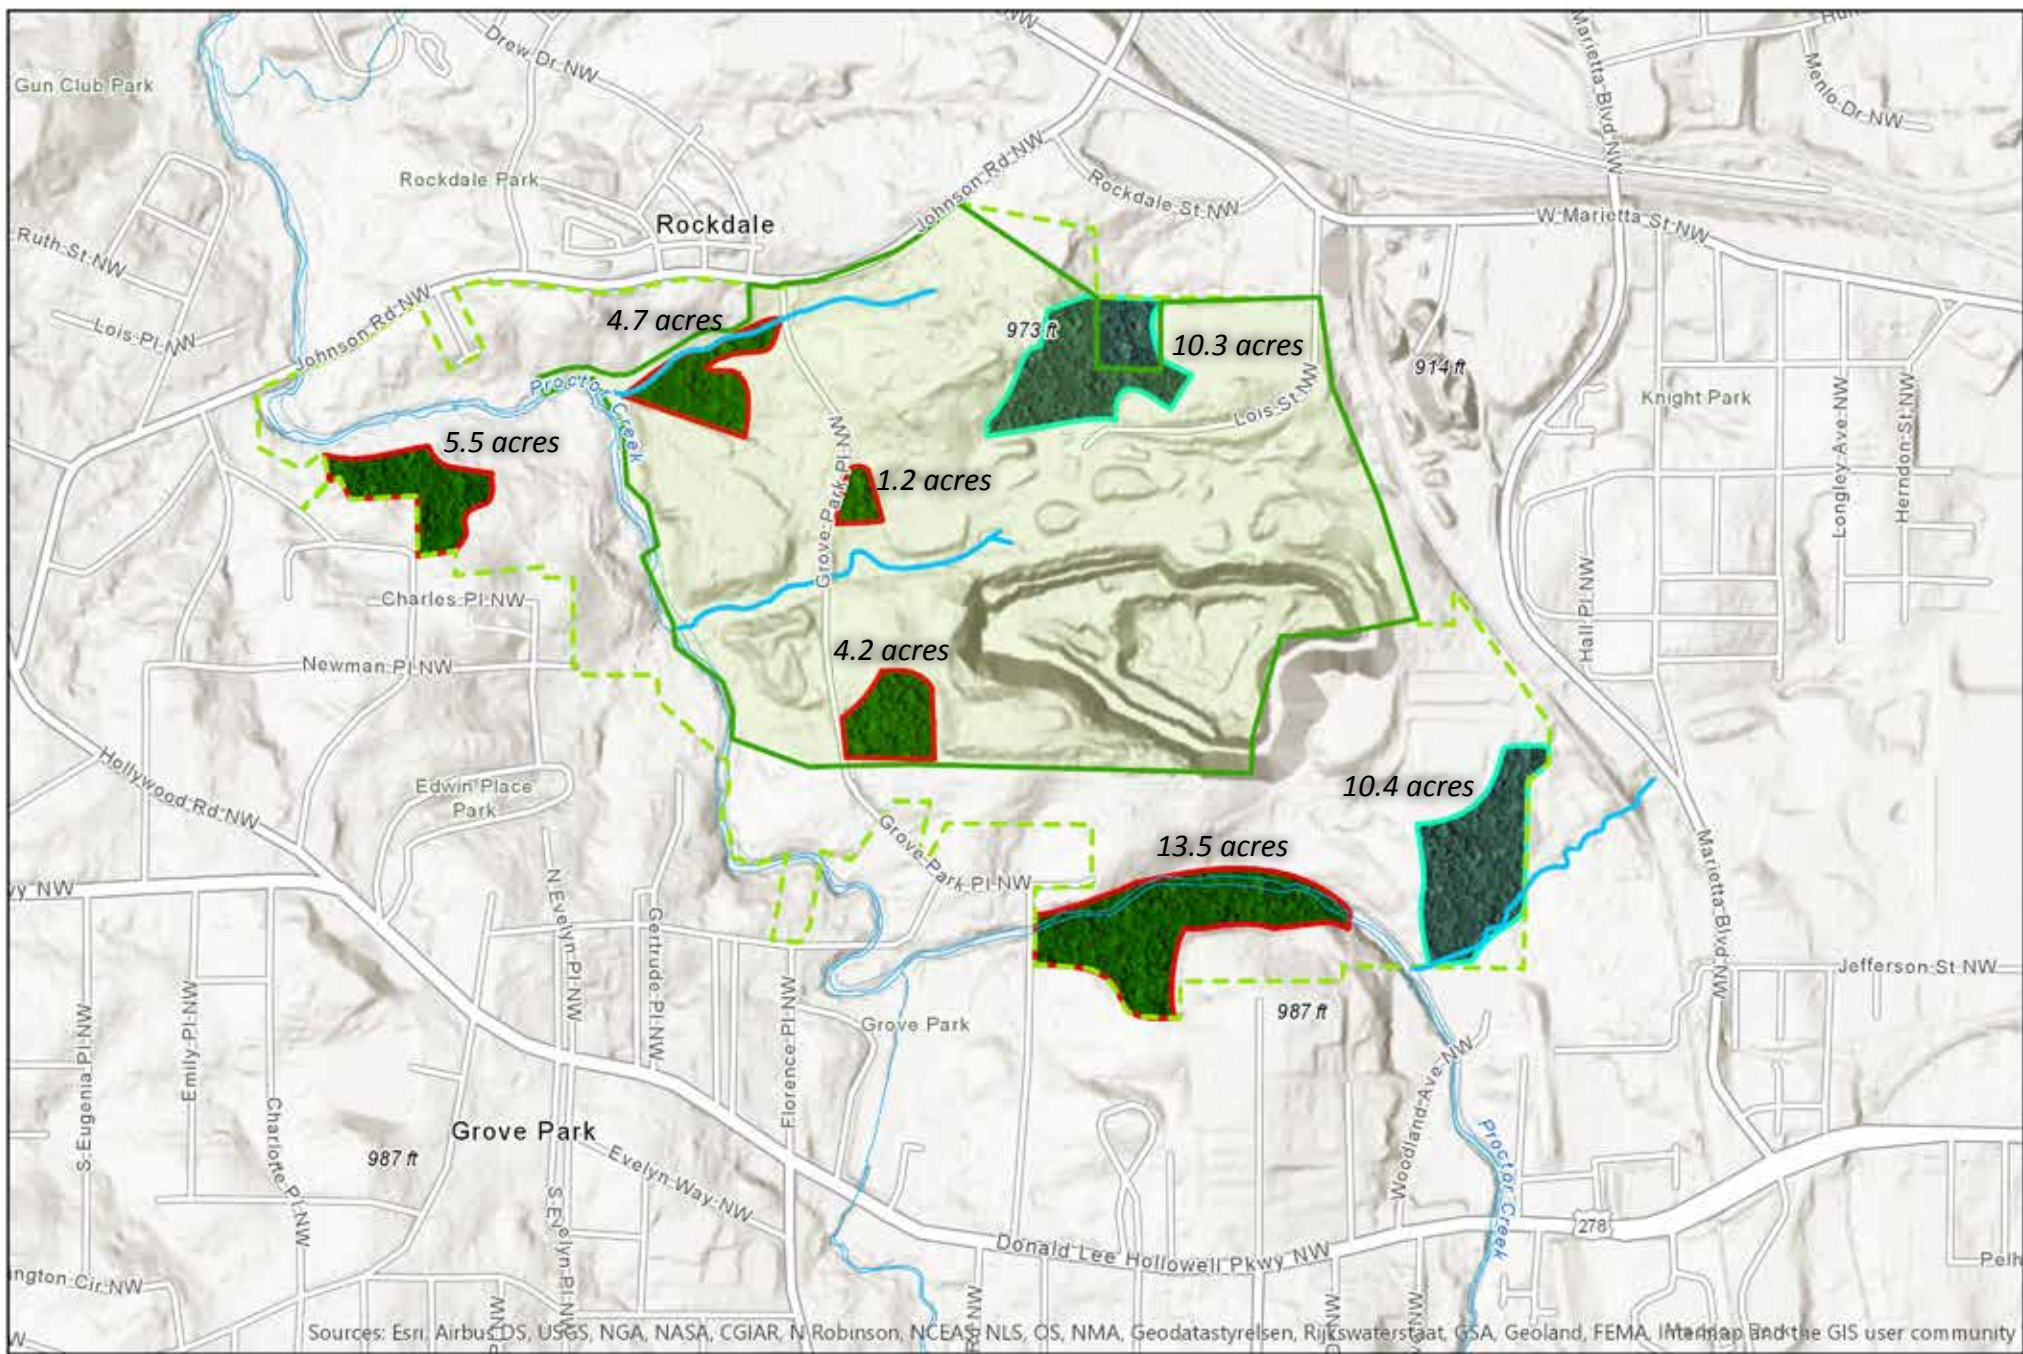 Gun Club Park
Drew Dr NW
Marietta Blvd NW
Menlo Dr NW
Rockdale Park
Rockdale
Johnson Rd NW
Rockdale St NW
W Marietta St NW
Ruth St NW
Lois Pl NW
Johnson Rd NW
4.7 acres
973 ft
10.3 acres
914 ft
Knight Park
Proctor Creek
Lois St NW
Longley Ave NW
Herndon St NW
5.5 acres
1.2 acres
Grove Park Pl NW
Charles Pl NW
Hall Pl NW
Newman Pl NW
4.2 acres
Hollywood Rd NW
Edwin Place
Park
10.4 acres
13.5 acres
Grove Park Pl NW
Marietta Blvd NW
N Evelyn Pl NW
Gertrude Pl NW
Florence Pl NW
Jefferson St NW
S Eugenia Pl NW
Emily Pl NW
Charlotte Pl NW
Grove Park
987 ft
Grove Park
987 ft
Evelyn Way NW
S Evelyn Pl NW
Woodland Ave NW
Proctor Creek
278
Donald Lee Hollowell Pkwy NW
Sources: Esri, Airbus DS, USGS, NGA, NASA, CGIAR, N Robinson, NCEAS, NLS, OS, NMA, Geodatastyrelsen, Rijkswaterstaat, GSA, Geoland, FEMA, Intermap and the GIS user community